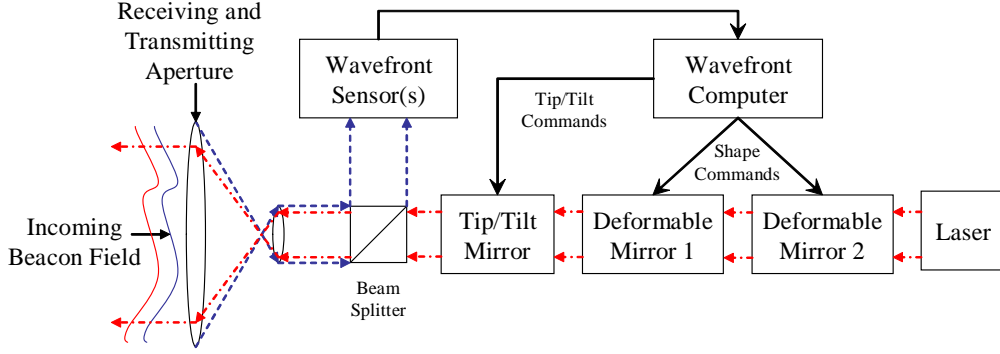 Receiving and
Transmitting
Aperture
Wavefront
Sensor(s)
Wavefront
Computer
Tip/Tilt
Commands
Shape
Commands
Incoming
Beacon Field
Tip/Tilt
Mirror
Deformable
Mirror 1
Deformable
Mirror 2
Laser
Beam
Splitter